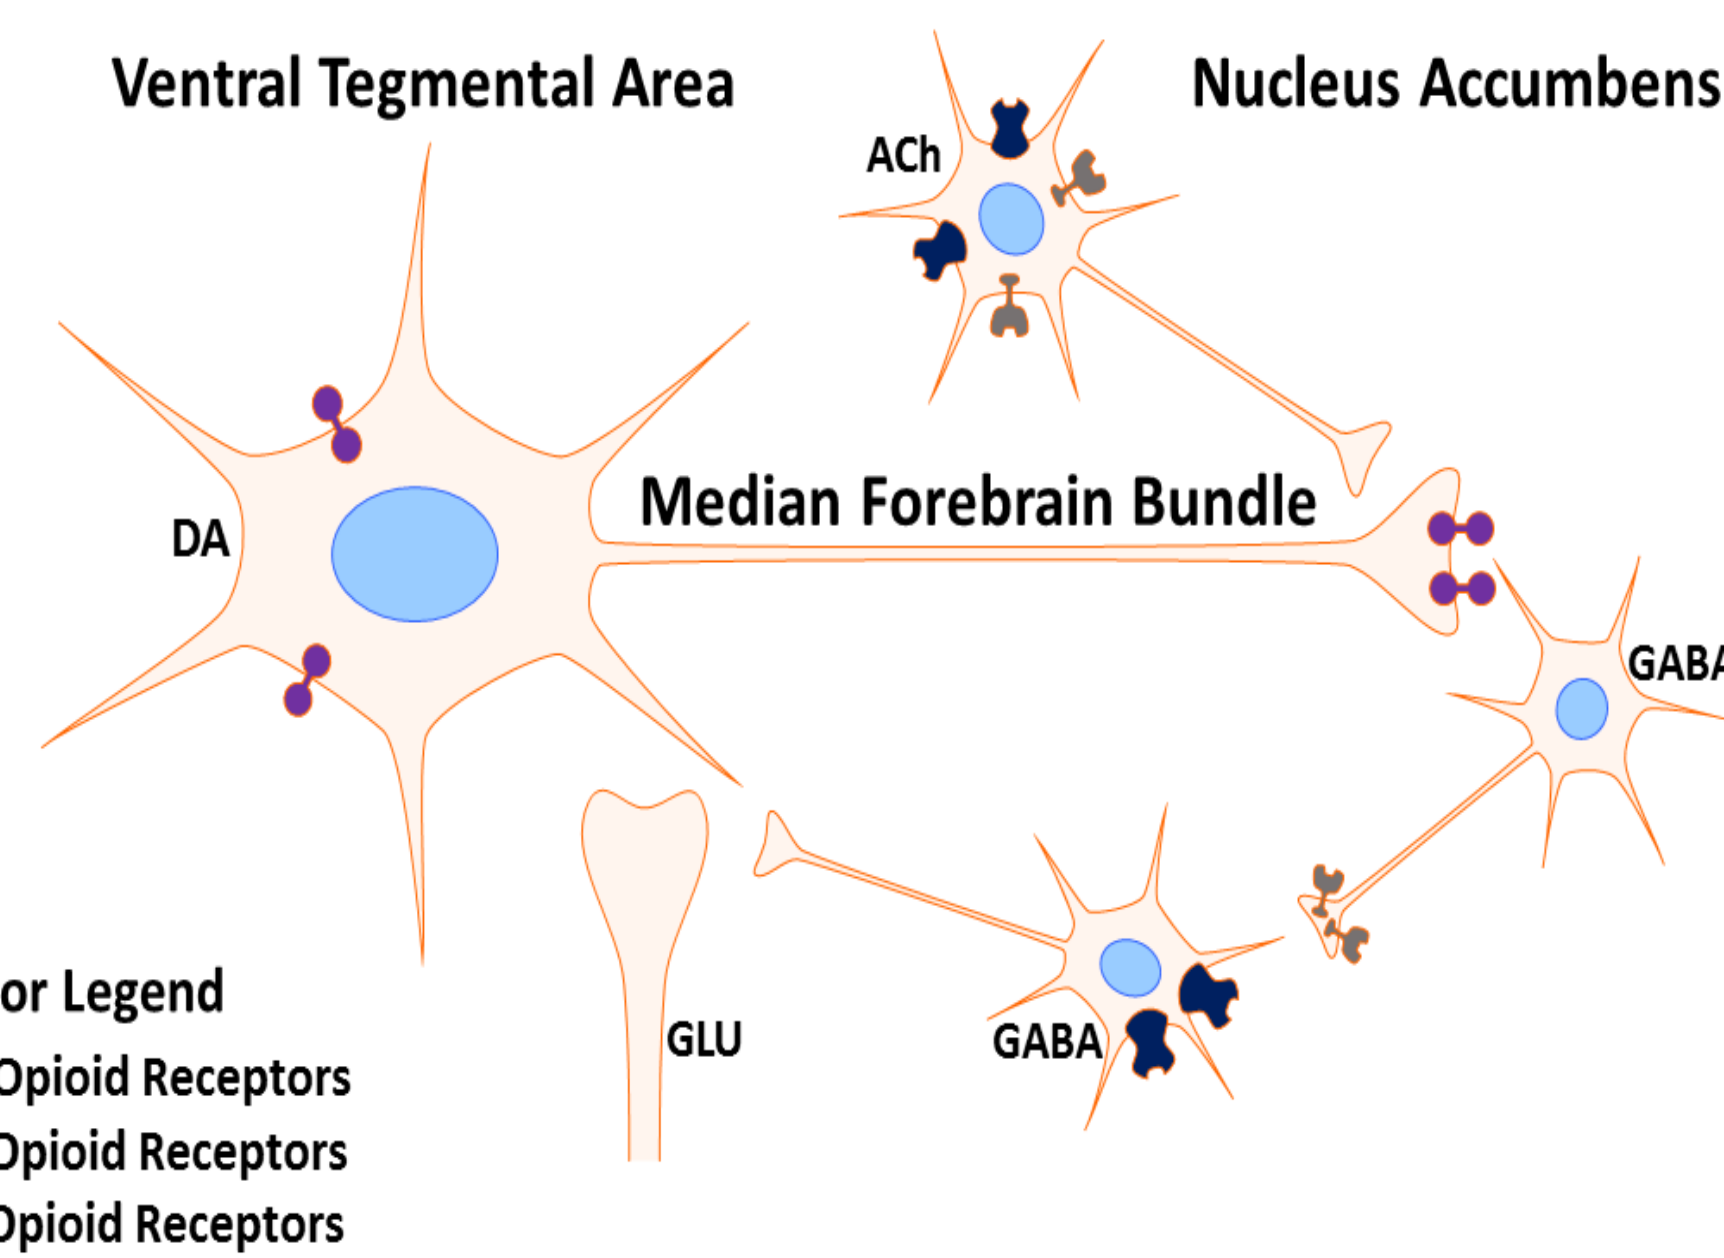 Ventral Tegmental Area
Nucleus Accumbens
ACh
Median Forebrain Bundle
DA
GABA
GLU
GABA
or Legend
Opioid Receptors
Opioid Receptors
Opioid Receptors